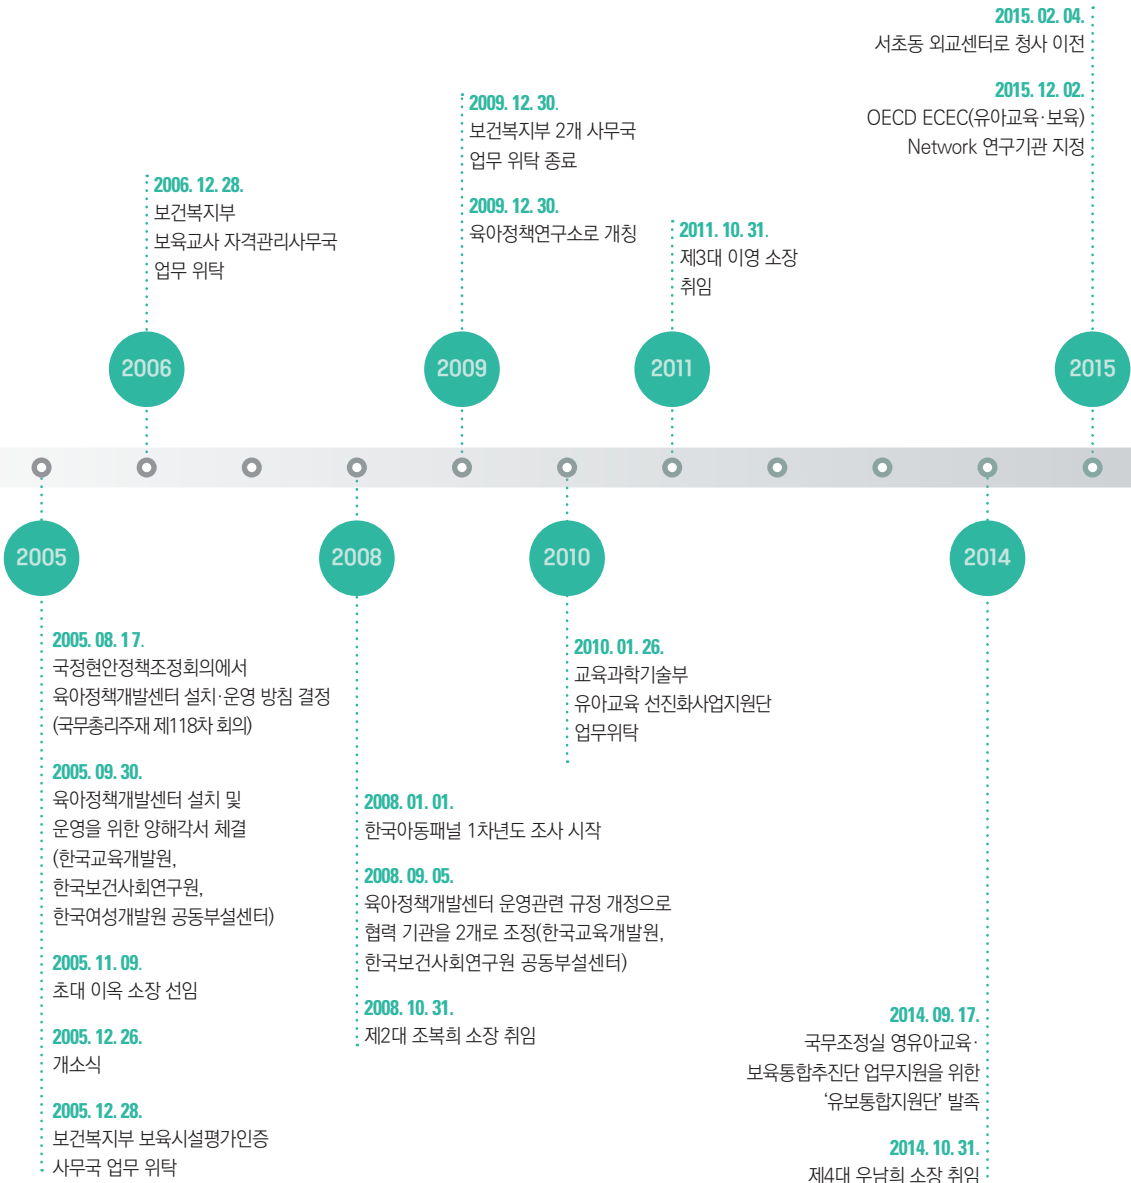 2015. 02. 04.
서초동 외교센터로 청사 이전
2015. 12. 02.
OECD ECEC(유아교육·보육)
Network 연구기관 지정
2009. 12. 30.
보건복지부 2개 사무국
업무 위탁 종료
2009. 12. 30.
육아정책연구소로 개칭
2006. 12. 28.
보건복지부
보육교사 자격관리사무국
업무 위탁
2011. 10. 31.
제3대 이영 소장
취임
2006
2009
2011
2015
2005
2008
2010
2014
2005. 08. 17.
국정현안정책조정회의에서
육아정책개발센터 설치·운영 방침 결정
(국무총리주재 제118차 회의)
2005. 09. 30.
육아정책개발센터 설치 및
운영을 위한 양해각서 체결
(한국교육개발원,
한국보건사회연구원,
한국여성개발원 공동부설센터)
2005. 11. 09.
초대 이옥 소장 선임
2005. 12. 26.
개소식
2005. 12. 28.
보건복지부 보육시설평가인증
사무국 업무 위탁
2008. 01. 01.
한국아동패널 1차년도 조사 시작
2008. 09. 05.
육아정책개발센터 운영관련 규정 개정으로
협력 기관을 2개로 조정(한국교육개발원,
한국보건사회연구원 공동부설센터)
2008. 10. 31.
제2대 조복희 소장 취임
2010. 01. 26.
교육과학기술부
유아교육 선진화사업지원단
업무위탁
2014. 09. 17.
국무조정실 영유아교육·
보육통합추진단 업무지원을 위한
‘유보통합지원단’ 발족
2014. 10. 31.
제4대 우남희 소장 취임